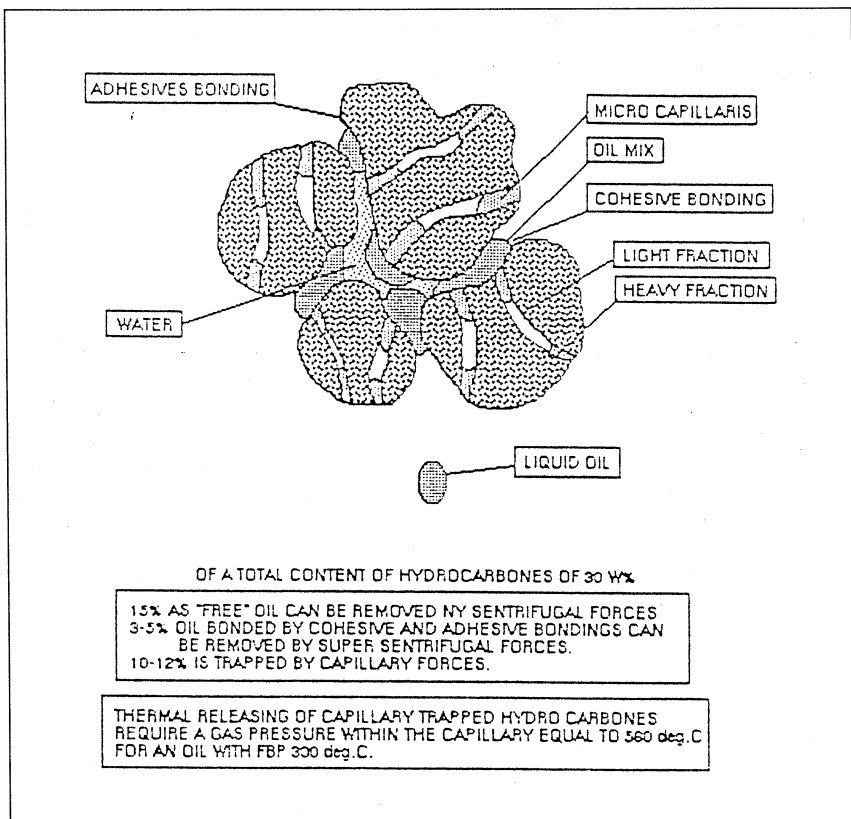 ADHESIVES BONDING
MICRO CAPILLARIS
OIL MIX
COHESIVE BONDING
LIGHT FRACTION
HEAVY FRACTION
WATER
LIQUID OIL
OF A TOTAL CONTENT OF HYDROCARBONES OF 30 W%
15% AS "FREE" OIL CAN BE REMOVED NY SENTRIFUGAL FORCES
3-5% OIL BONDED BY COHESIVE AND ADHESIVE BONDINGS CAN
BE REMOVED BY SUPER SENTRIFUGAL FORCES.
10-12% IS TRAPPED BY CAPILLARY FORCES.
THERMAL RELEASING OF CAPILLARY TRAPPED HYDRO CARBONES
REQUIRE A GAS PRESSURE WITHIN THE CAPILLARY EQUAL TO 560 deg.C
FOR AN OIL WITH FBP 300 deg.C.